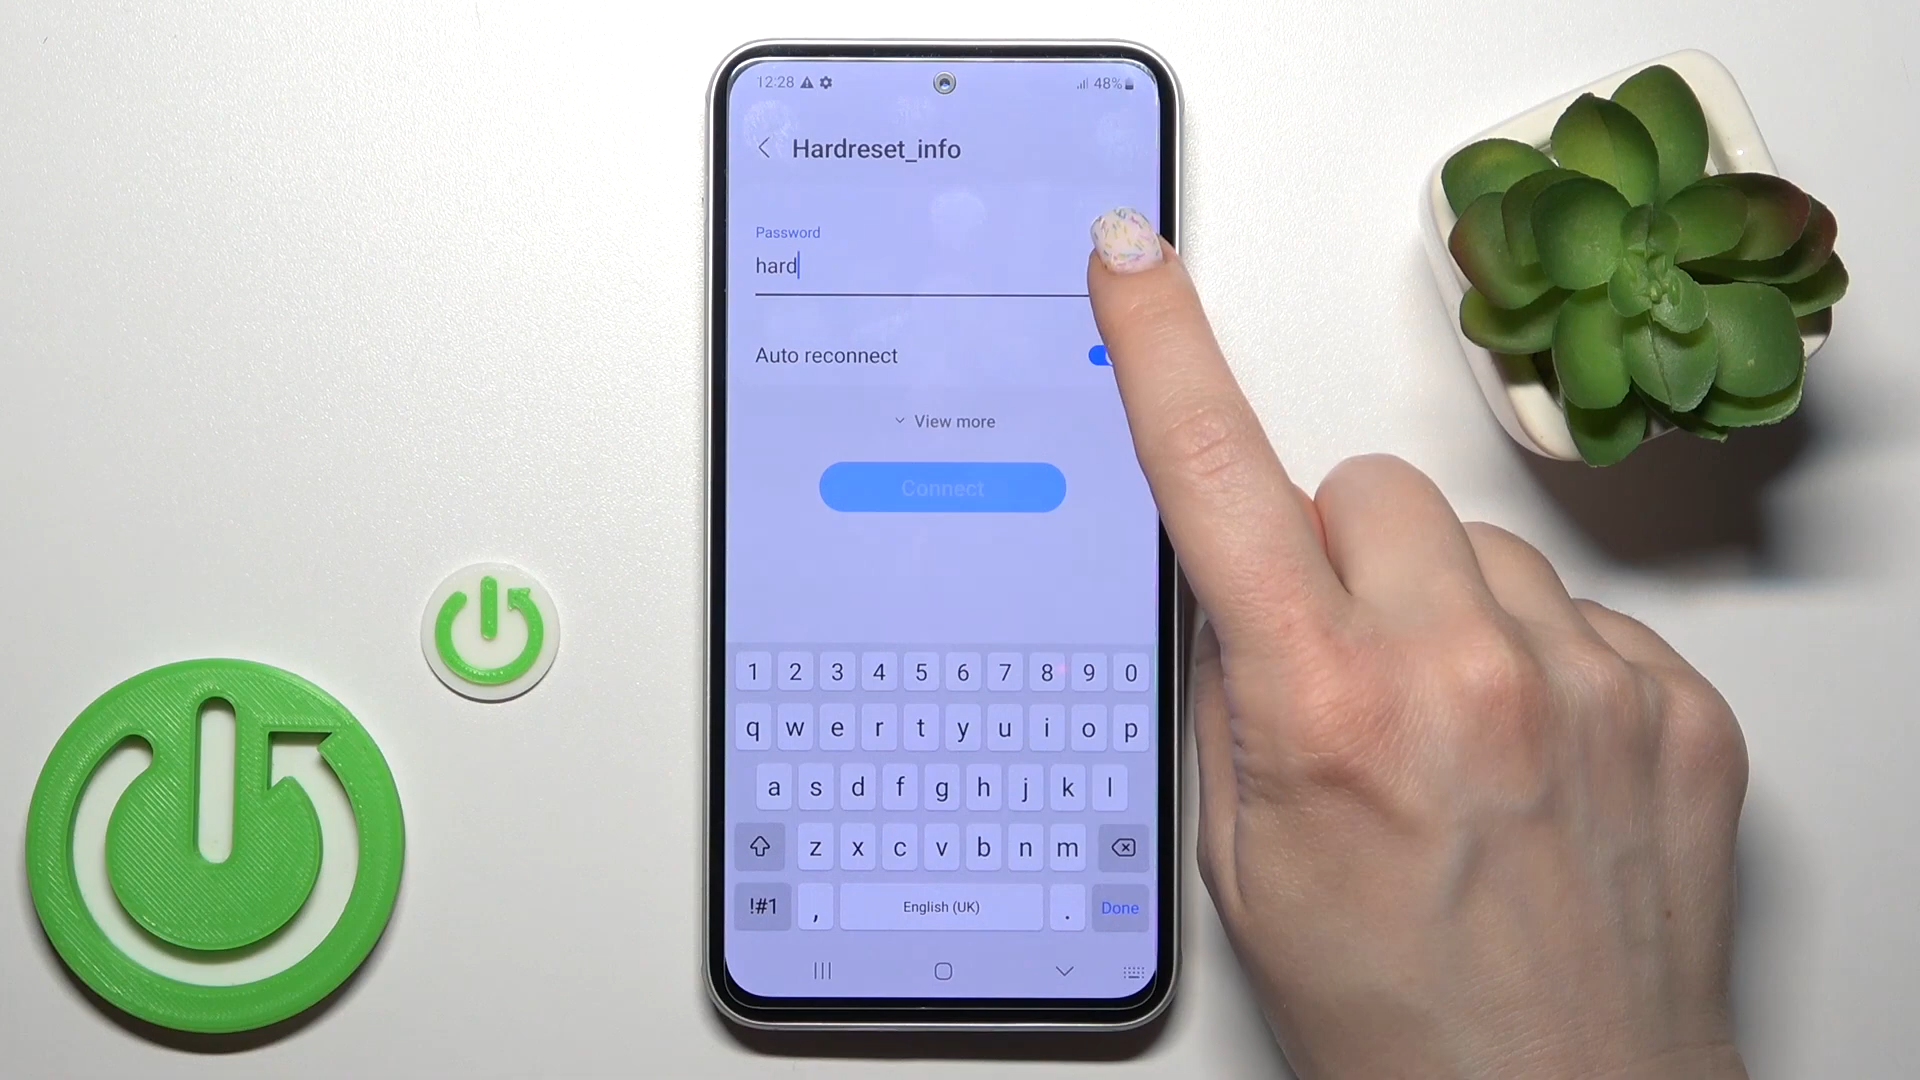 12:28 48%
Hardreset_info
Password
hard
Auto reconnect
View more
Connect
1 2 3 4 5 6 7 8 9 0
q w e r t y u i o p
a s d f g h j k l
z x c v b n m
!#1 , English (UK) . Done